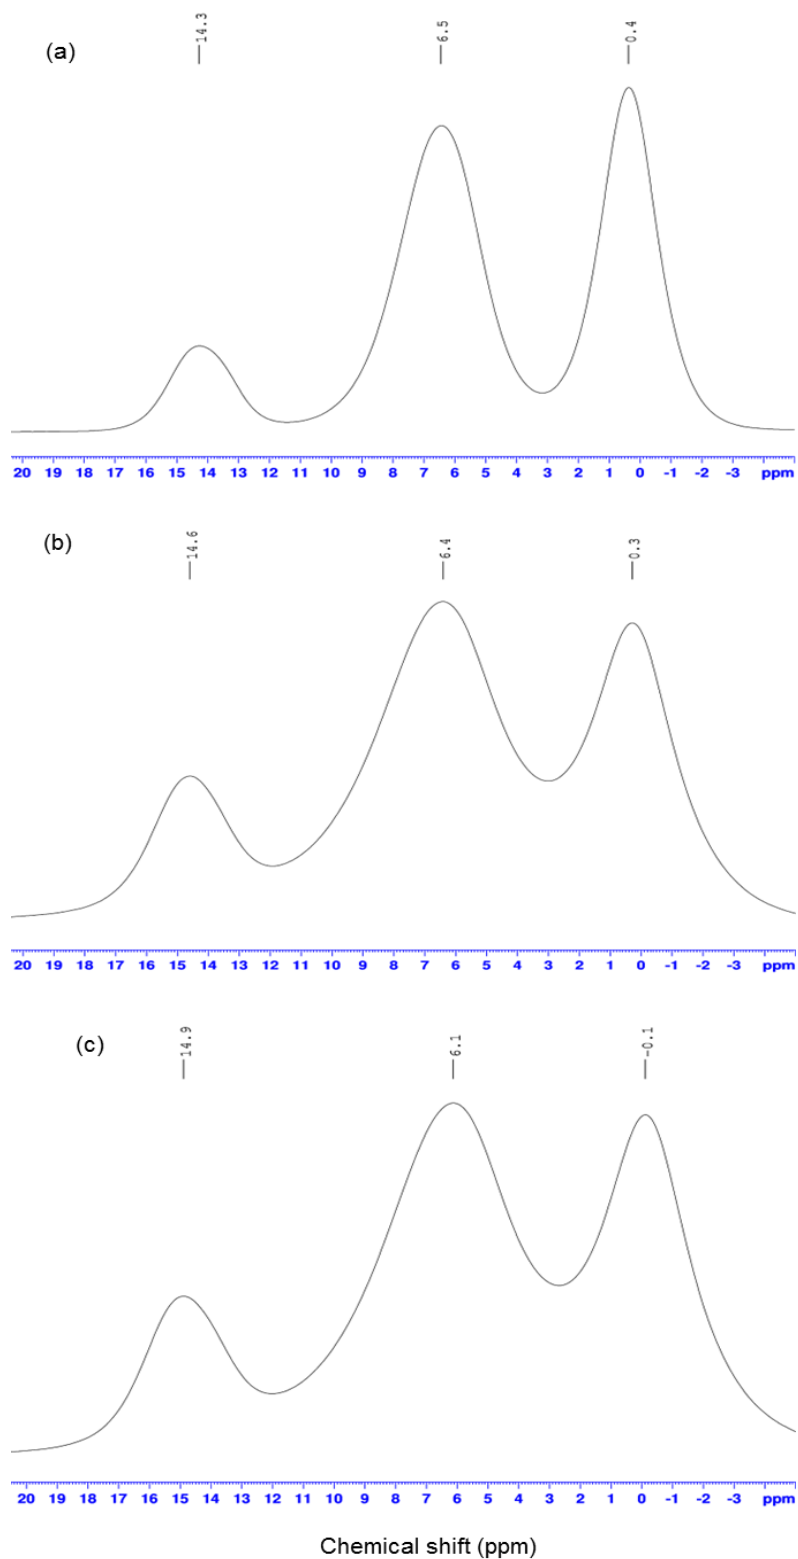 (a)
14.3
6.5
0.4
20 19 18 17 16 15 14 13 12 11 10 9 8 7 6 5 4 3 2 1 0 -1 -2 -3 ppm
(b)
14.6
6.4
0.3
20 19 18 17 16 15 14 13 12 11 10 9 8 7 6 5 4 3 2 1 0 -1 -2 -3 ppm
(c)
14.9
6.1
-0.1
20 19 18 17 16 15 14 13 12 11 10 9 8 7 6 5 4 3 2 1 0 -1 -2 -3 ppm
Chemical shift (ppm)